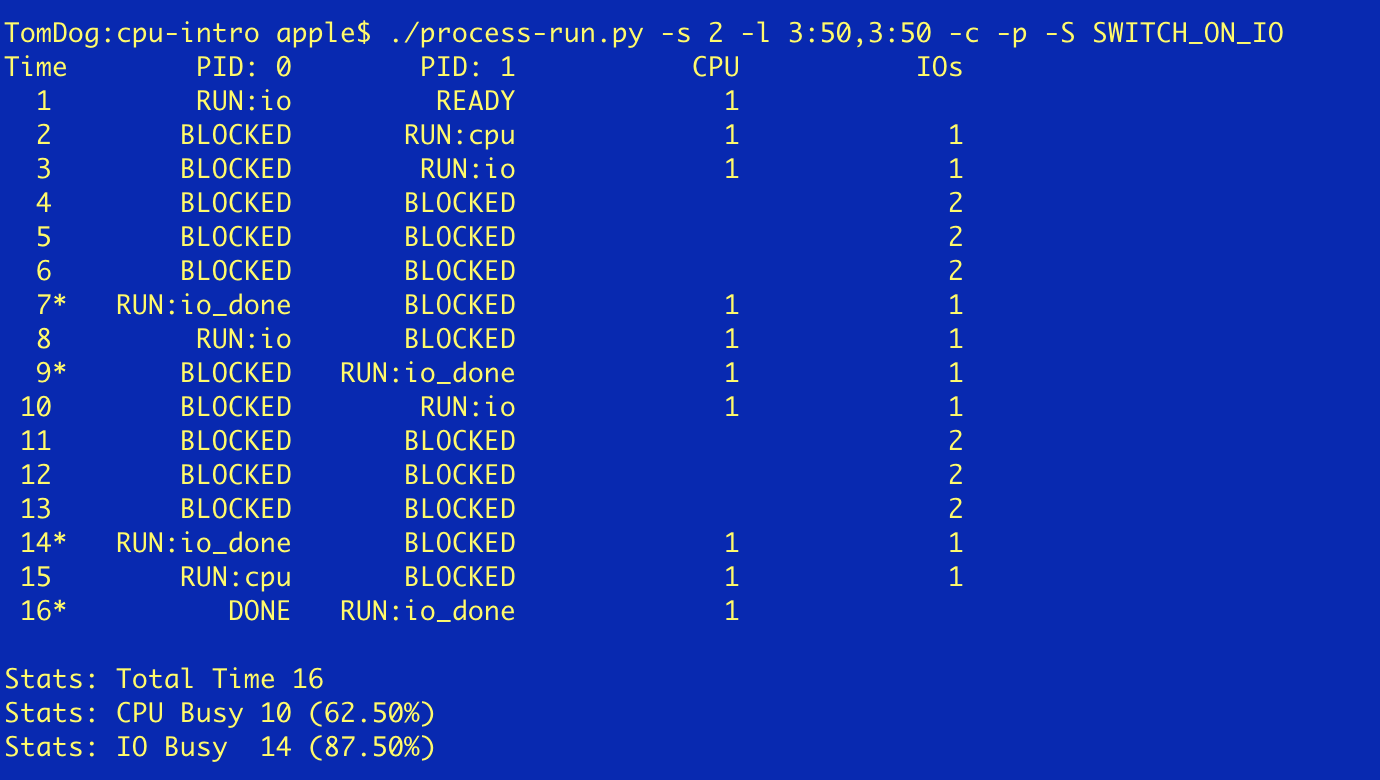 TomDog:cpu-intro apple$ ./process-run.py -s 2 -l 3:50,3:50 -c -p -S SWITCH_ON_IO
Time        PID: 0        PID: 1           CPU           IOs
  1         RUN:io         READY             1
  2        BLOCKED       RUN:cpu             1             1
  3        BLOCKED        RUN:io             1             1
  4        BLOCKED       BLOCKED                           2
  5        BLOCKED       BLOCKED                           2
  6        BLOCKED       BLOCKED                           2
  7*   RUN:io_done       BLOCKED             1             1
  8         RUN:io       BLOCKED             1             1
  9*       BLOCKED   RUN:io_done             1             1
 10        BLOCKED        RUN:io             1             1
 11        BLOCKED       BLOCKED                           2
 12        BLOCKED       BLOCKED                           2
 13        BLOCKED       BLOCKED                           2
 14*   RUN:io_done       BLOCKED             1             1
 15        RUN:cpu       BLOCKED             1             1
 16*          DONE   RUN:io_done             1
Stats: Total Time 16
Stats: CPU Busy 10 (62.50%)
Stats: IO Busy  14 (87.50%)